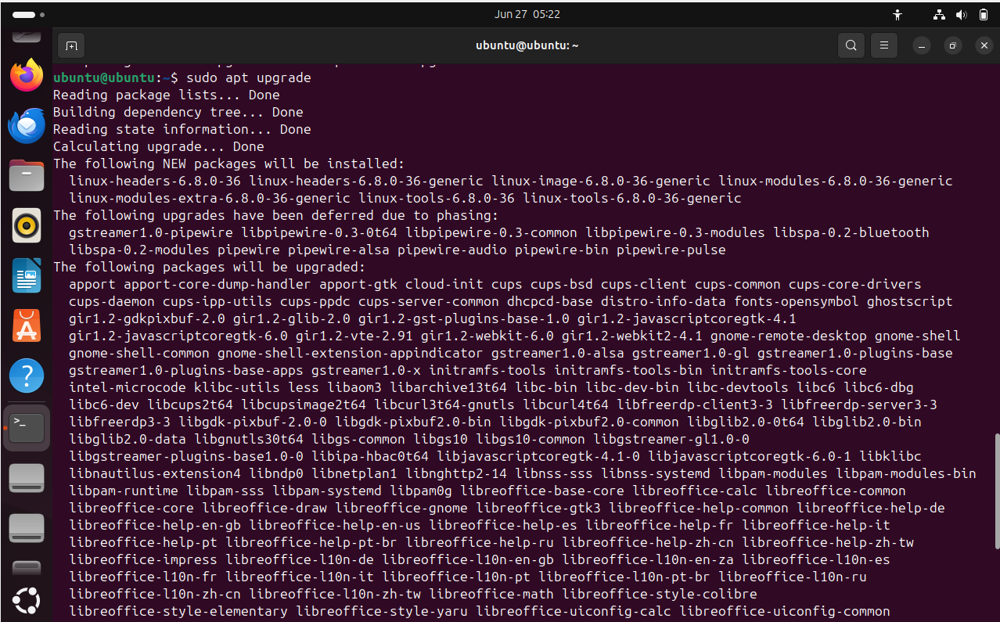 Jun 27 05:22
ubuntu@ubuntu: ~
ubuntu@ubuntu:~$ sudo apt upgrade
Reading package lists... Done
Building dependency tree... Done
Reading state information... Done
Calculating upgrade... Done
The following NEW packages will be installed:
linux-headers-6.8.0-36 linux-headers-6.8.0-36-generic linux-image-6.8.0-36-generic linux-modules-6.8.0-36-generic
linux-modules-extra-6.8.0-36-generic linux-tools-6.8.0-36 linux-tools-6.8.0-36-generic
The following upgrades have been deferred due to phasing:
gstreamer1.0-pipewire libpipewire-0.3-0t64 libpipewire-0.3-common libpipewire-0.3-modules libspa-0.2-bluetooth
libspa-0.2-modules pipewire pipewire-alsa pipewire-audio pipewire-bin pipewire-pulse
The following packages will be upgraded:
apport apport-core-dump-handler apport-gtk cloud-init cups cups-bsd cups-client cups-common cups-core-drivers
cups-daemon cups-ipp-utils cups-ppdc cups-server-common dhcpcd-base distro-info-data fonts-opensymbol ghostscript
gir1.2-gdkpixbuf-2.0 gir1.2-glib-2.0 gir1.2-gst-plugins-base-1.0 gir1.2-javascriptcoregtk-4.1
gir1.2-javascriptcoregtk-6.0 gir1.2-vte-2.91 gir1.2-webkit-6.0 gir1.2-webkit2-4.1 gnome-remote-desktop gnome-shell
gnome-shell-common gnome-shell-extension-appindicator gstreamer1.0-alsa gstreamer1.0-gl gstreamer1.0-plugins-base
gstreamer1.0-plugins-base-apps gstreamer1.0-x initramfs-tools initramfs-tools-bin initramfs-tools-core
intel-microcode klibc-utils less libaom3 libarchive13t64 libc-bin libc-dev-bin libc-devtools libc6 libc6-dbg
libc6-dev libcups2t64 libcupsimage2t64 libcurl3t64-gnutls libcurl4t64 libfreerdp-client3-3 libfreerdp-server3-3
libfreerdp3-3 libgdk-pixbuf-2.0-0 libgdk-pixbuf2.0-bin libgdk-pixbuf2.0-common libglib2.0-0t64 libglib2.0-bin
libglib2.0-data libgnutls30t64 libgs-common libgs10 libgs10-common libgstreamer-gl1.0-0
libgstreamer-plugins-base1.0-0 libipa-hbac0t64 libjavascriptcoregtk-4.1-0 libjavascriptcoregtk-6.0-1 libklibc
libnautilus-extension4 libndp0 libnetplan1 libnghttp2-14 libnss-sss libnss-systemd libpam-modules libpam-modules-bin
libpam-runtime libpam-sss libpam-systemd libpam0g libreoffice-base-core libreoffice-calc libreoffice-common
libreoffice-core libreoffice-draw libreoffice-gnome libreoffice-gtk3 libreoffice-help-common libreoffice-help-de
libreoffice-help-en-gb libreoffice-help-en-us libreoffice-help-es libreoffice-help-fr libreoffice-help-it
libreoffice-help-pt libreoffice-help-pt-br libreoffice-help-ru libreoffice-help-zh-cn libreoffice-help-zh-tw
libreoffice-impress libreoffice-l10n-de libreoffice-l10n-en-gb libreoffice-l10n-en-za libreoffice-l10n-es
libreoffice-l10n-fr libreoffice-l10n-it libreoffice-l10n-pt libreoffice-l10n-pt-br libreoffice-l10n-ru
libreoffice-l10n-zh-cn libreoffice-l10n-zh-tw libreoffice-math libreoffice-style-colibre
libreoffice-style-elementary libreoffice-style-yaru libreoffice-uiconfig-calc libreoffice-uiconfig-common